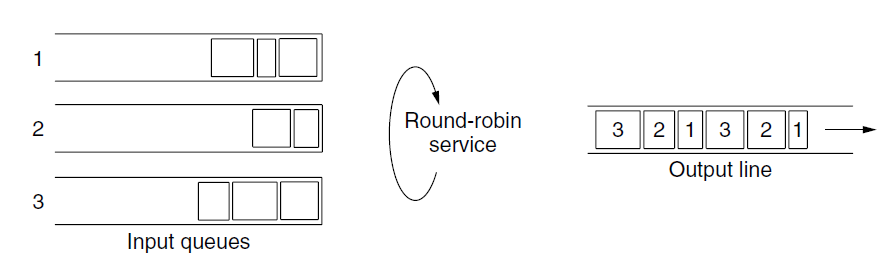 1
2
3
Input queues
Round-robin
service
3 2 1 3 2 1
Output line